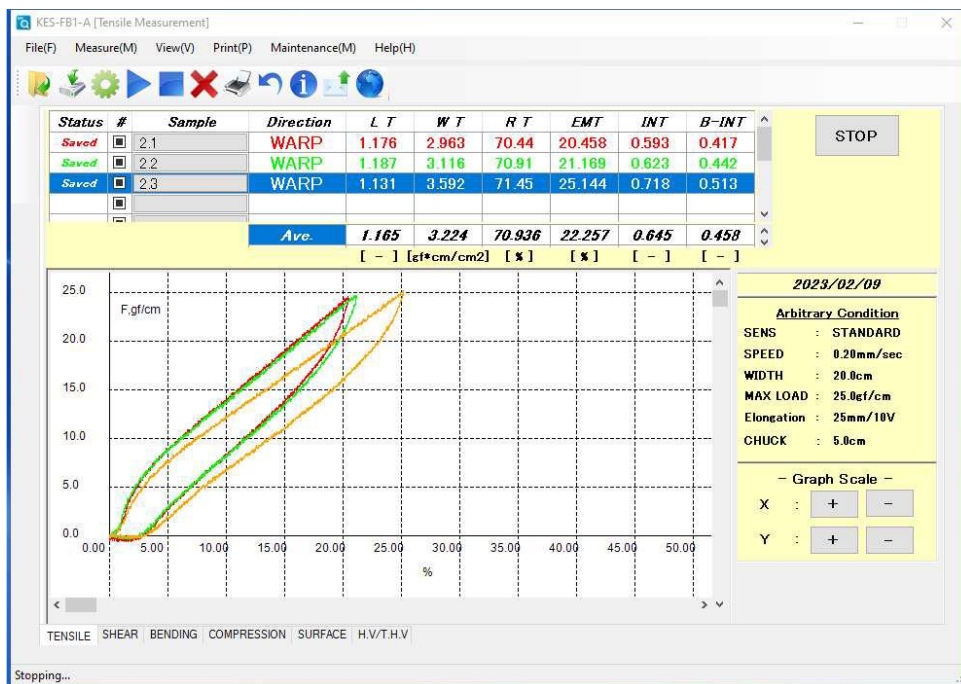 KES-FB1-A [Tensile Measurement]
File(F) Measure(M) View(V) Print(P) Maintenance(M) Help(H)
Status # Sample Direction L T W T R T EMT INT B-INT
Saved 2.1 WARP 1.176 2.963 70.44 20.458 0.593 0.417
Saved 2.2 WARP 1.187 3.116 70.91 21.169 0.623 0.442
Saved 2.3 WARP 1.131 3.592 71.45 25.144 0.718 0.513
Ave. 1.165 3.224 70.936 22.257 0.645 0.458
[ - ] [gf*cm/cm2] [ % ] [ % ] [ - ] [ - ]
STOP
25.0
F,gf/cm
20.0
15.0
10.0
5.0
0.0
0.00 5.00 10.00 15.00 20.00 25.00 30.00 35.00 40.00 45.00 50.00
%
2023/02/09
Arbitrary Condition
SENS : STANDARD
SPEED : 0.20mm/sec
WIDTH : 20.0cm
MAX LOAD : 25.0gf/cm
Elongation : 25mm/10V
CHUCK : 5.0cm
- Graph Scale -
X : + -
Y : + -
TENSILE SHEAR BENDING COMPRESSION SURFACE H.V/T.H.V
Stopping...